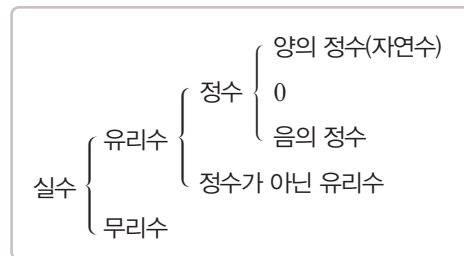 양의 정수(자연수)
정수
0
유리수
음의 정수
실수
정수가 아닌 유리수
무리수